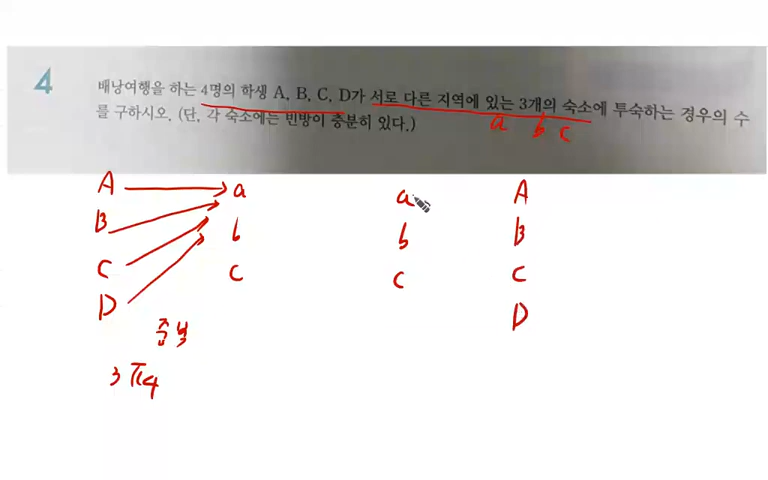 4
배낭여행을 하는 4명의 학생 A, B, C, D가 서로 다른 지역에 있는 3개의 숙소에 투숙하는 경우의 수
를 구하시오. (단, 각 숙소에는 빈방이 충분히 있다.)
a b c
A a a A
B b b B
C c c C
D D
중복
3 π 4